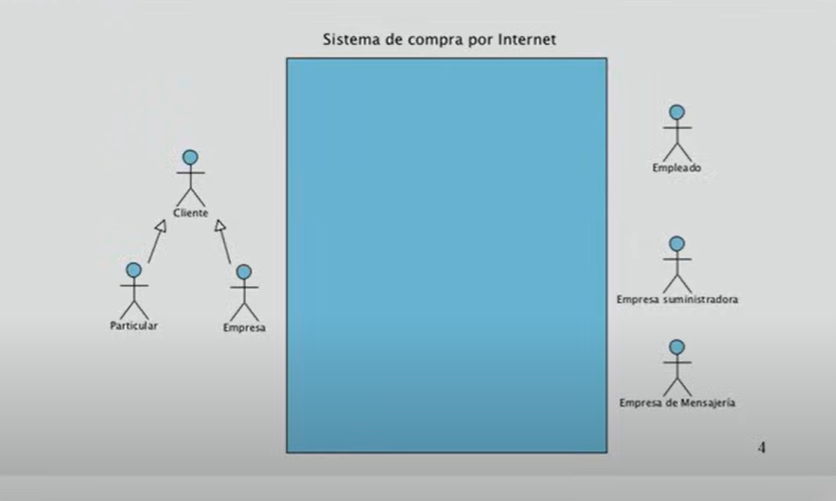 Sistema de compra por Internet
Empleado
Cliente
Empresa suministradora
Particular
Empresa
Empresa de Mensajería
4